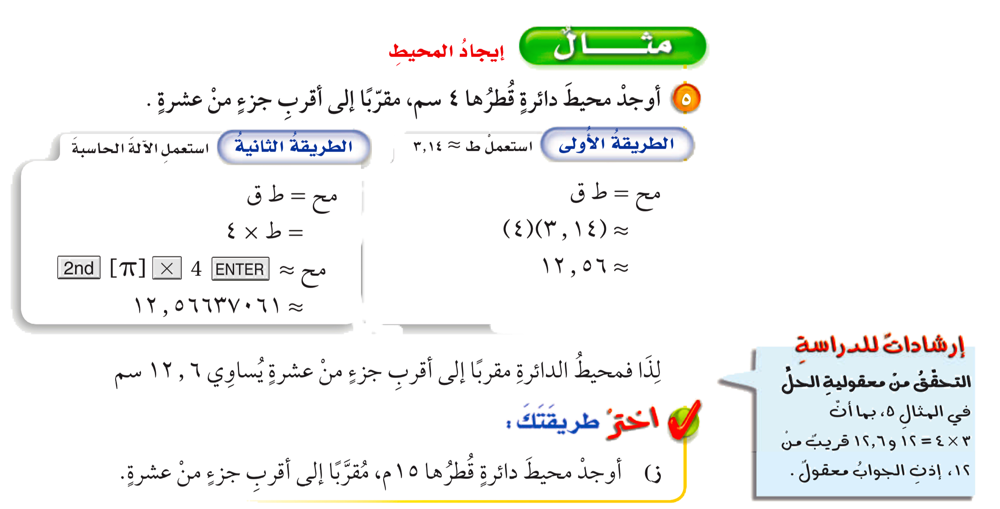 مثـــالٌ
إيجادُ المحيطِ
٥ أوجدْ محيطَ دائرةٍ قُطرُها ٤ سم، مقرّبًا إلى أقربِ جزءٍ منْ عشرةٍ .
الطريقةُ الأُولى استعملْ ط ≈ ٣,١٤
مح = ط ق
≈ (٣,١٤)(٤)
≈ ١٢,٥٦
الطريقةُ الثانيةُ استعملِ الآلةَ الحاسبةَ
مح = ط ق
= ط × ٤
مح ≈ 2nd [π] × 4 ENTER
≈ ١٢,٥٦٦٣٧٠٦١
لِذَا فمحيطُ الدائرةِ مقربًا إلى أقربِ جزءٍ منْ عشرةٍ يُساوِي ١٢,٦ سم
اخترْ طريقَتَكَ :
ز) أوجدْ محيطَ دائرةٍ قُطرُها ١٥م، مُقرَّبًا إلى أقربِ جزءٍ منْ عشرةٍ.
إرشاداتٌ للدراسةِ
التحقّقُ منْ معقوليةِ الحلِّ
في المثالِ ٥، بما أنّ
٣ × ٤ = ١٢ و ١٢,٦ قريبٌ منْ
١٢، إذنِ الجوابُ معقولٌ .